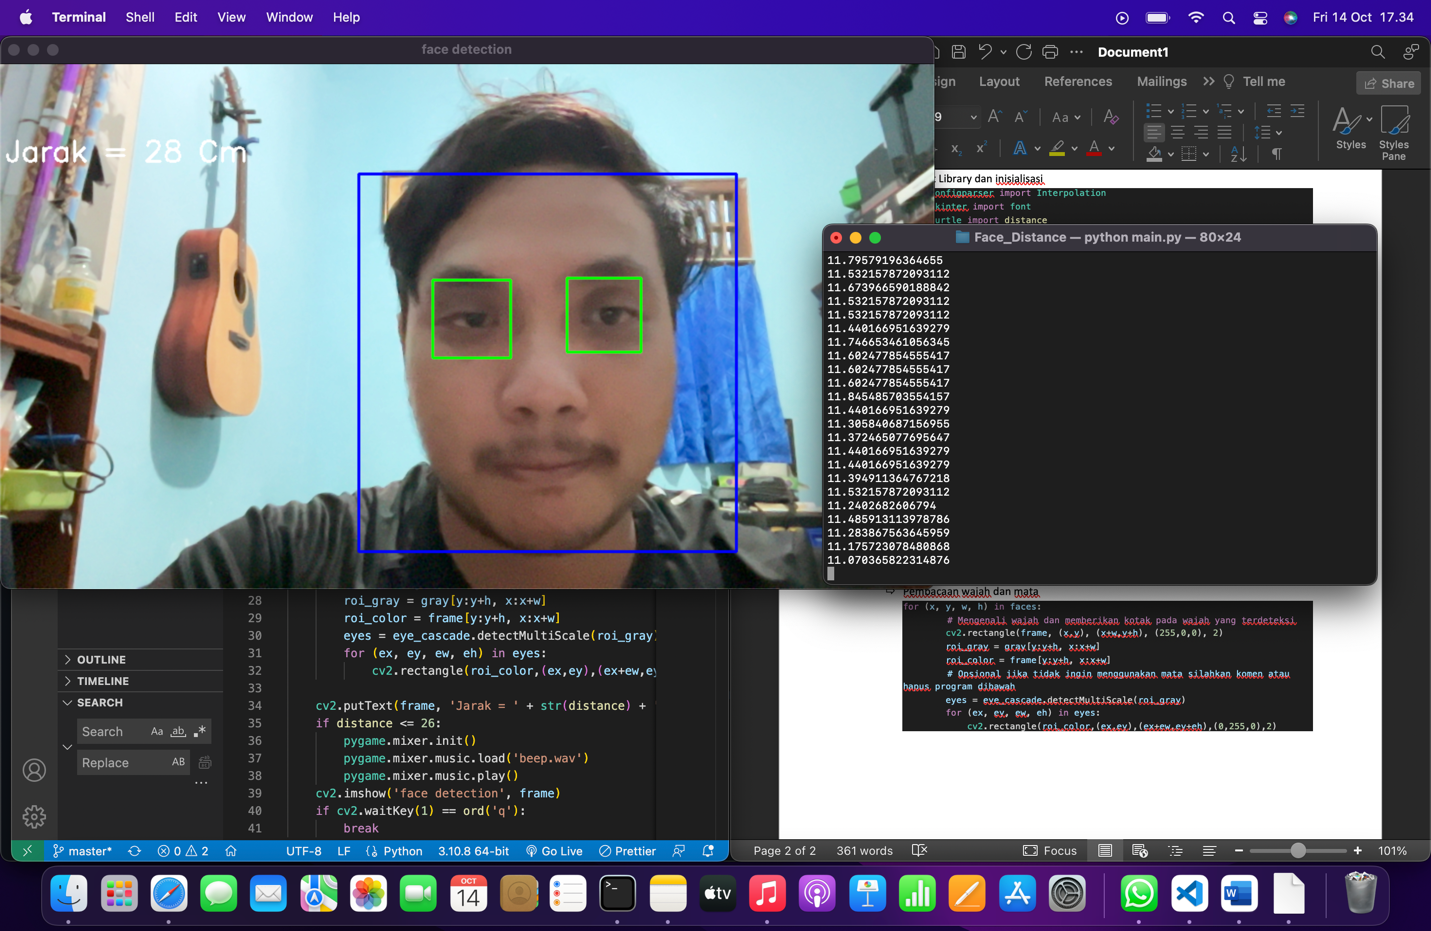 Terminal Shell Edit View Window Help Fri 14 Oct 17.34
face detection
Jarak = 28 Cm
Document1
Layout References Mailings Tell me
Share
9 Aa
Styles Styles Pane
Library dan inisialisasi
onfigparser import Interpolation
kinter import font
urtle import distance
Face_Distance — python main.py — 80×24
11.79579196364655
11.532157872093112
11.673966590188842
11.532157872093112
11.532157872093112
11.440166951639279
11.746653461056345
11.602477854555417
11.602477854555417
11.602477854555417
11.845485703554157
11.440166951639279
11.305840687156955
11.372465077695647
11.440166951639279
11.440166951639279
11.394911364767218
11.532157872093112
11.2402682606794
11.485913113978786
11.283867563645959
11.175723078480868
11.070365822314876
Pembacaan wajah dan mata
for (x, y, w, h) in faces:
# Mengenali wajah dan memberikan kotak pada wajah yang terdeteksi
cv2.rectangle(frame, (x,y), (x+w,y+h), (255,0,0), 2)
roi_gray = gray[y:y+h, x:x+w]
roi_color = frame[y:y+h, x:x+w]
# Opsional jika tidak ingin menggunakan mata silahkan komen atau
hapus program dibawah
eyes = eye_cascade.detectMultiScale(roi_gray)
for (ex, ey, ew, eh) in eyes:
cv2.rectangle(roi_color,(ex,ey),(ex+ew,ey+eh),(0,255,0),2)
OUTLINE
TIMELINE
SEARCH
Search Aa ab
Replace AB
28 roi_gray = gray[y:y+h, x:x+w]
29 roi_color = frame[y:y+h, x:x+w]
30 eyes = eye_cascade.detectMultiScale(roi_gray)
31 for (ex, ey, ew, eh) in eyes:
32 cv2.rectangle(roi_color,(ex,ey),(ex+ew,ey
33
34 cv2.putText(frame, 'Jarak = ' + str(distance) + '
35 if distance <= 26:
36 pygame.mixer.init()
37 pygame.mixer.music.load('beep.wav')
38 pygame.mixer.music.play()
39 cv2.imshow('face detection', frame)
40 if cv2.waitKey(1) == ord('q'):
41 break
master* 0 2 UTF-8 LF Python 3.10.8 64-bit Go Live Prettier
Page 2 of 2 361 words Focus 101%
OCT
14
tv